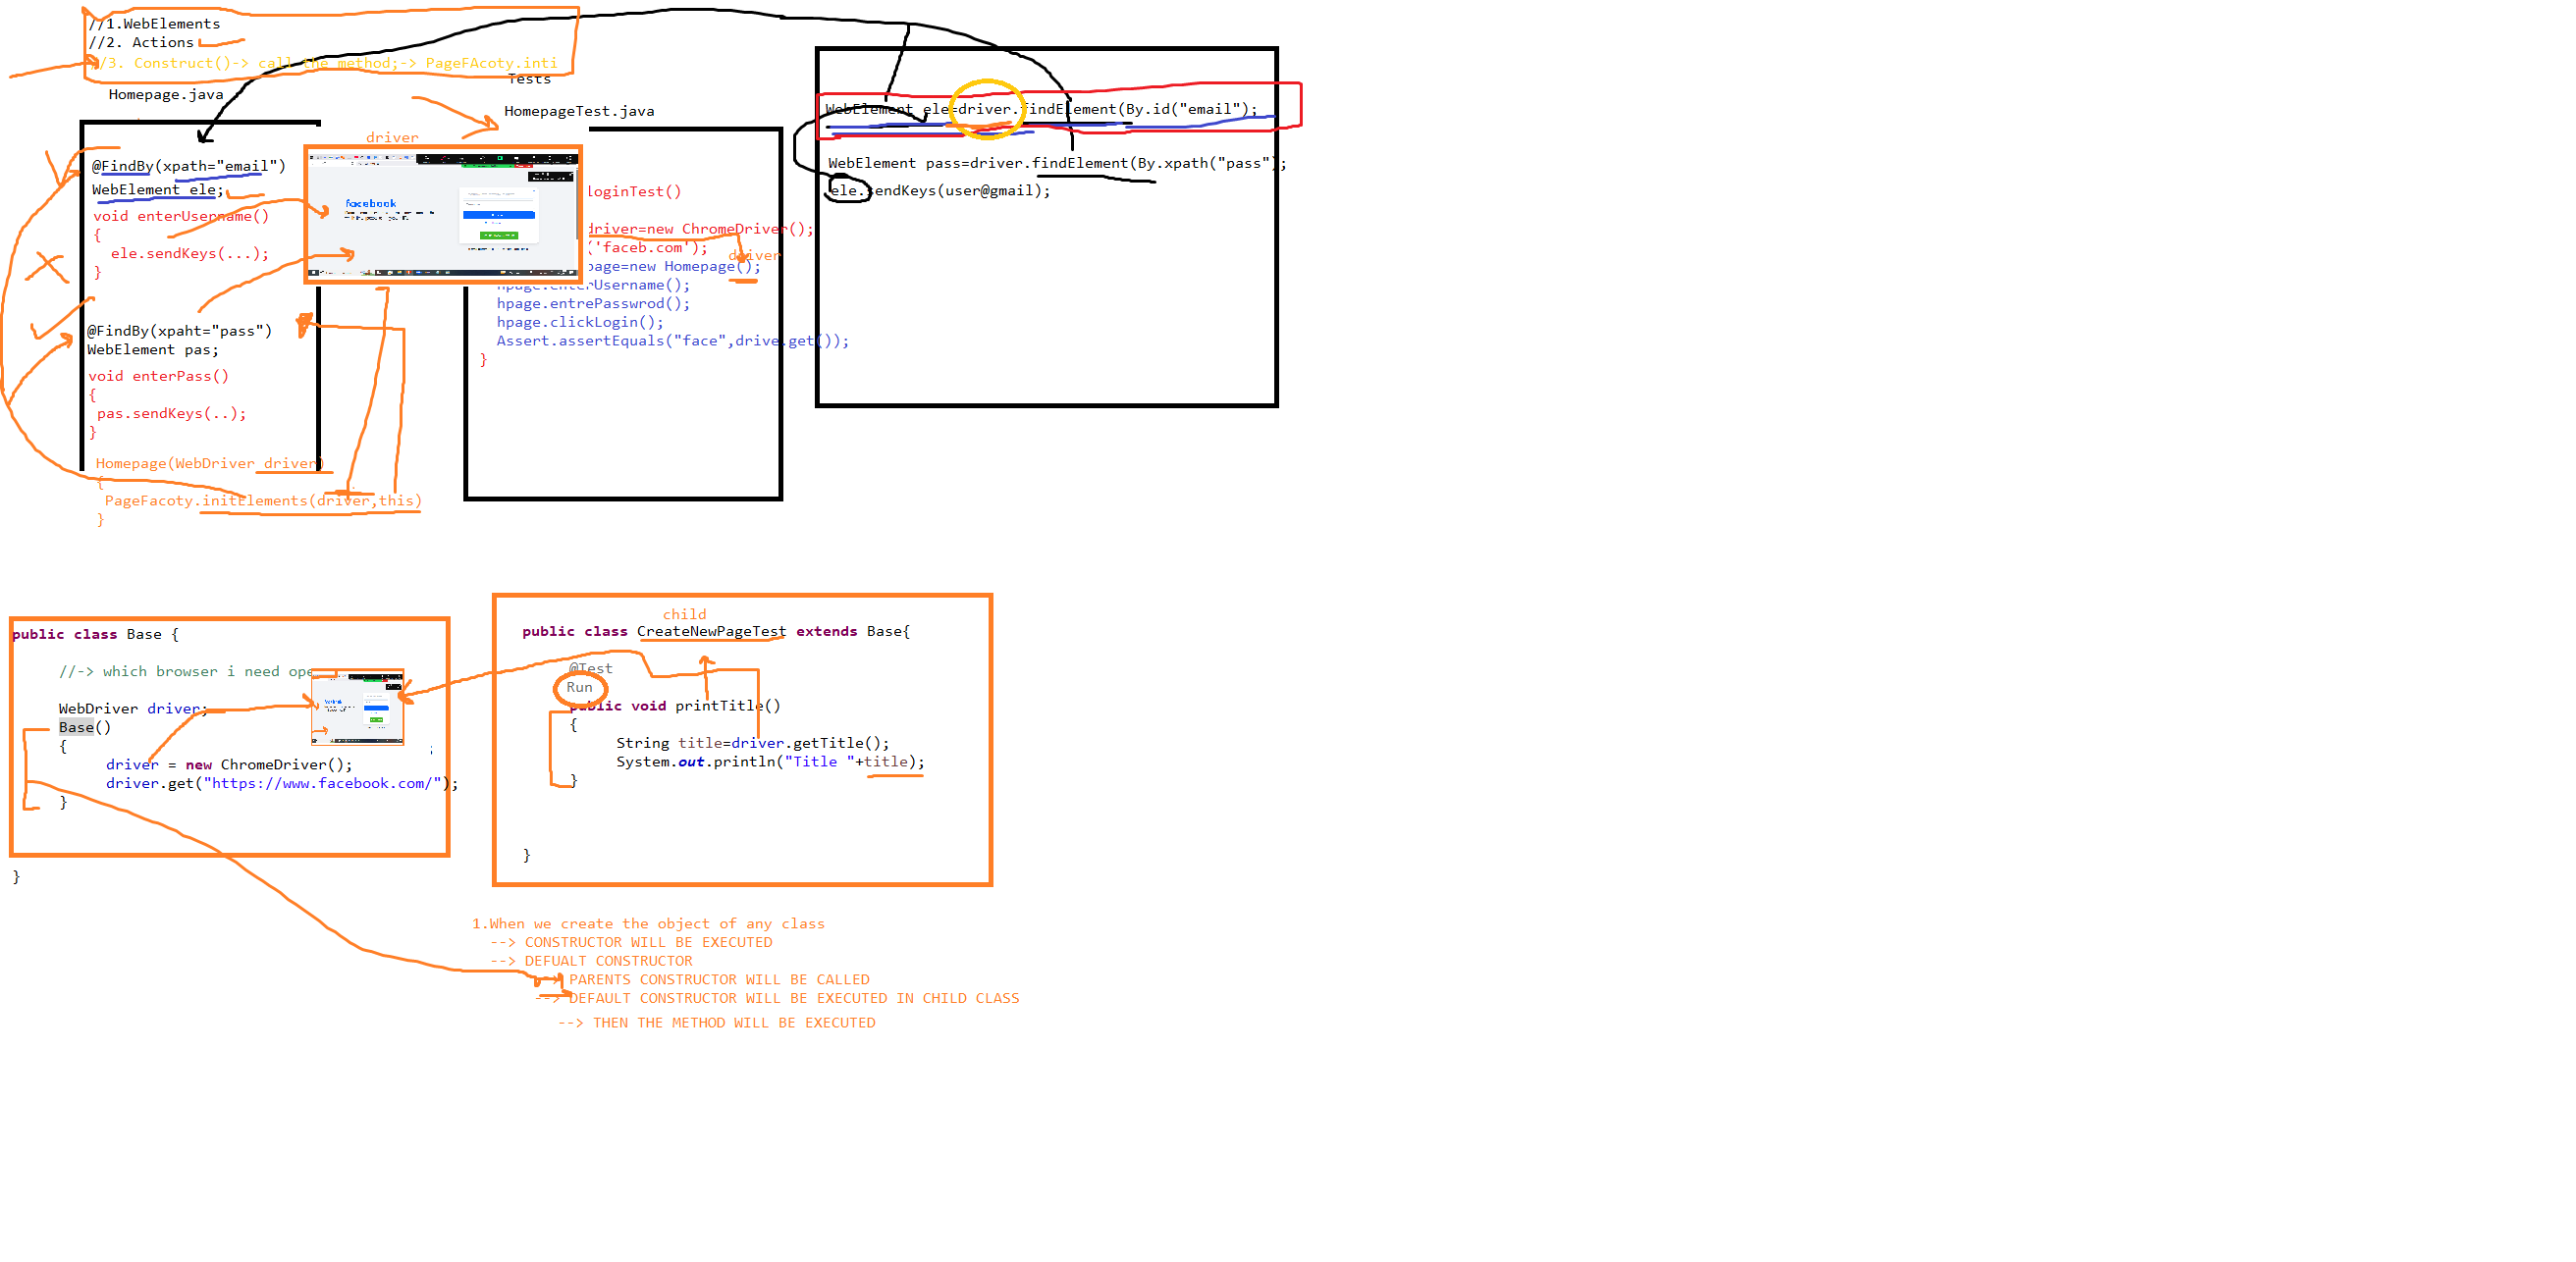 //1.WebElements
//2. Actions
//3. Construct()-> call the method;-> PageFAcoty.inti
Homepage.java
@FindBy(xpath="email")
WebElement ele;
void enterUsername()
{
ele.sendKeys(...);
}
@FindBy(xpaht="pass")
WebElement pas;
void enterPass()
{
pas.sendKeys(..);
}
Homepage(WebDriver driver)
{
PageFacoty.initElements(driver,this)
}
driver
facebook
Tests
HomepageTest.java
loginTest()
driver=new ChromeDriver();
('faceb.com');
page=new Homepage();
driver
hpage.enterUsername();
hpage.entrePasswrod();
hpage.clickLogin();
Assert.assertEquals("face",drive.get());
}
WebElement ele=driver.findElement(By.id("email");
WebElement pass=driver.findElement(By.xpath("pass");
ele.sendKeys(user@gmail);
public class Base {
//-> which browser i need ope
WebDriver driver;
Base()
{
;
driver = new ChromeDriver();
driver.get("https://www.facebook.com/");
}
}
child
public class CreateNewPageTest extends Base{
@Test
Run
public void printTitle()
{
String title=driver.getTitle();
System.out.println("Title "+title);
}
}
1.When we create the object of any class
--> CONSTRUCTOR WILL BE EXECUTED
--> DEFUALT CONSTRUCTOR
--> PARENTS CONSTRUCTOR WILL BE CALLED
--> DEFAULT CONSTRUCTOR WILL BE EXECUTED IN CHILD CLASS
--> THEN THE METHOD WILL BE EXECUTED